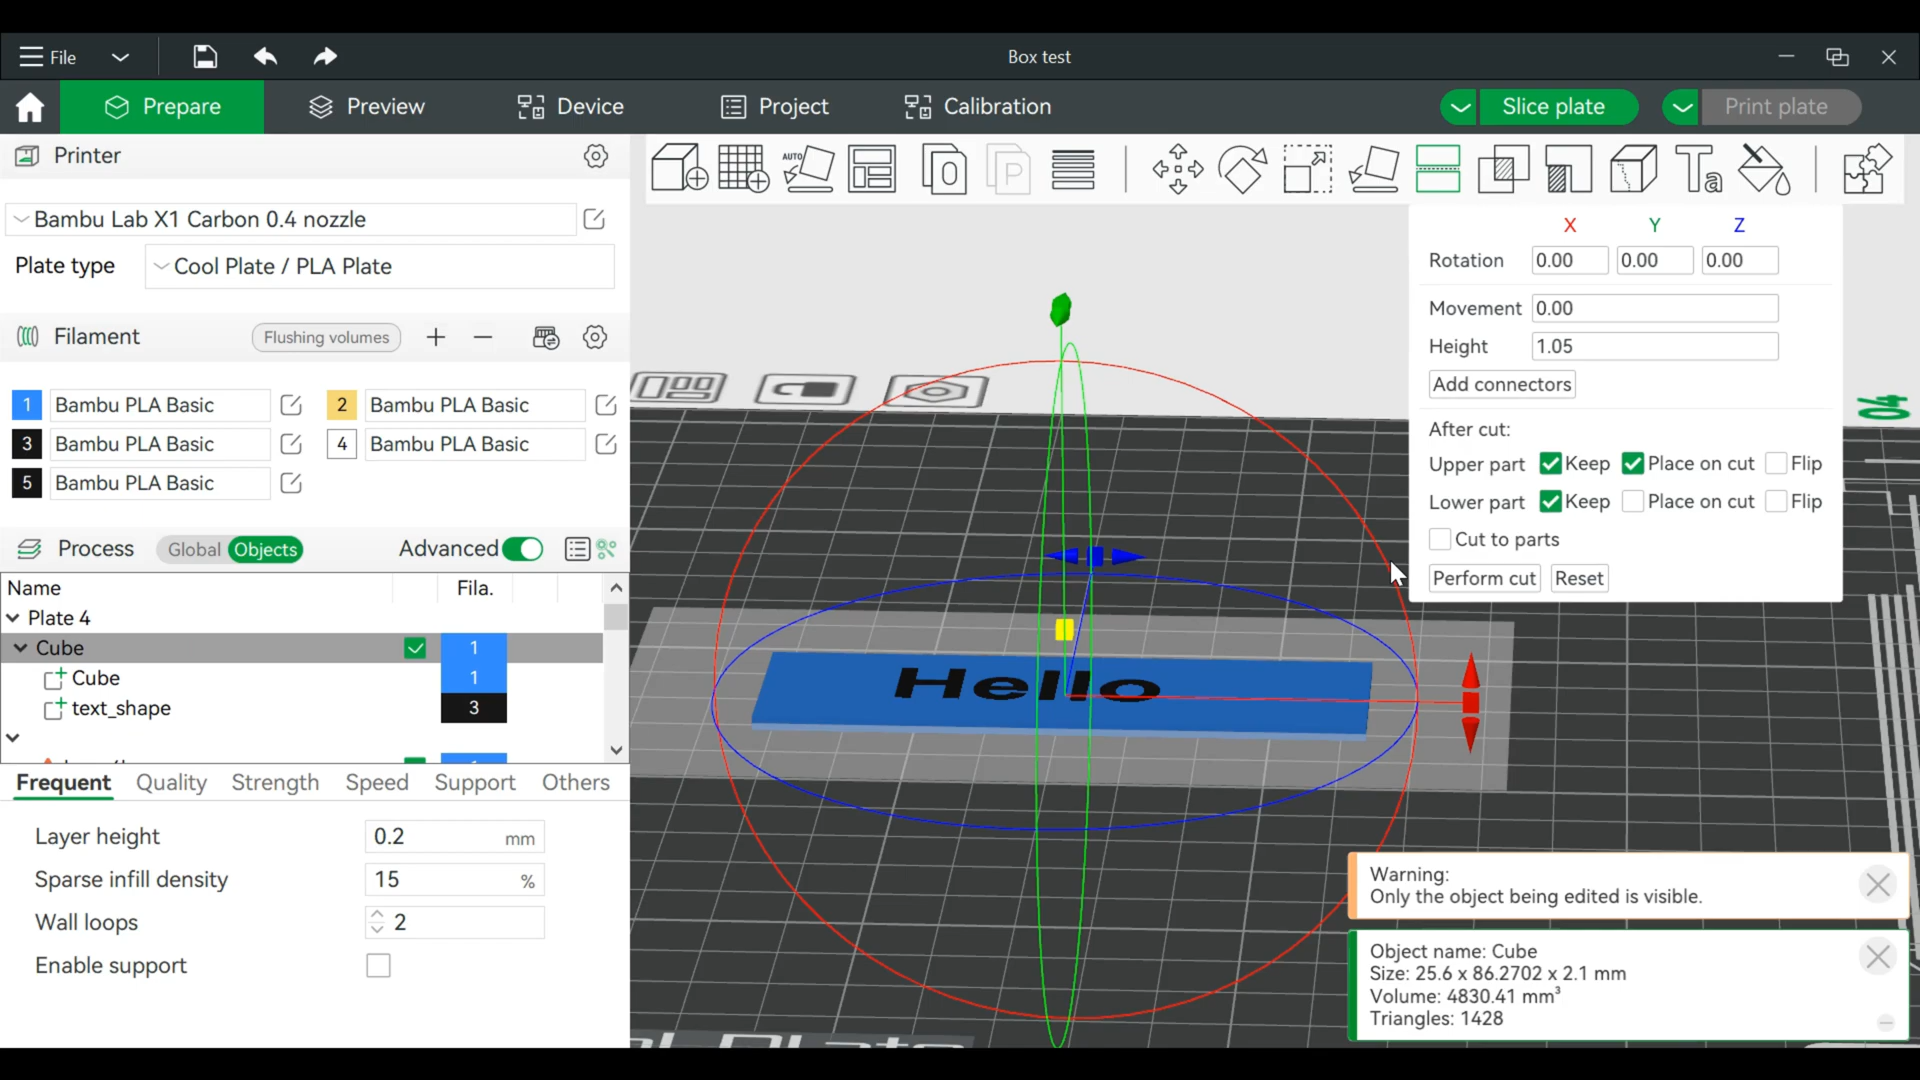 File
Box test
Prepare
Preview
Device
Project
Calibration
Slice plate
Print plate
Printer
AUTO
Bambu Lab X1 Carbon 0.4 nozzle
Plate type
Cool Plate / PLA Plate
Filament
Flushing volumes
1 Bambu PLA Basic
2 Bambu PLA Basic
3 Bambu PLA Basic
4 Bambu PLA Basic
5 Bambu PLA Basic
Process
Global
Objects
Advanced
Name
Fila.
Plate 4
Cube 1
Cube 1
text_shape 3
Frequent
Quality
Strength
Speed
Support
Others
Layer height 0.2 mm
Sparse infill density 15 %
Wall loops 2
Enable support
X Y Z
Rotation 0.00 0.00 0.00
Movement 0.00
Height 1.05
Add connectors
After cut:
Upper part Keep Place on cut Flip
Lower part Keep Place on cut Flip
Cut to parts
Perform cut Reset
04
Hello
Warning:
Only the object being edited is visible.
Object name: Cube
Size: 25.6 x 86.2702 x 2.1 mm
Volume: 4830.41 mm³
Triangles: 1428